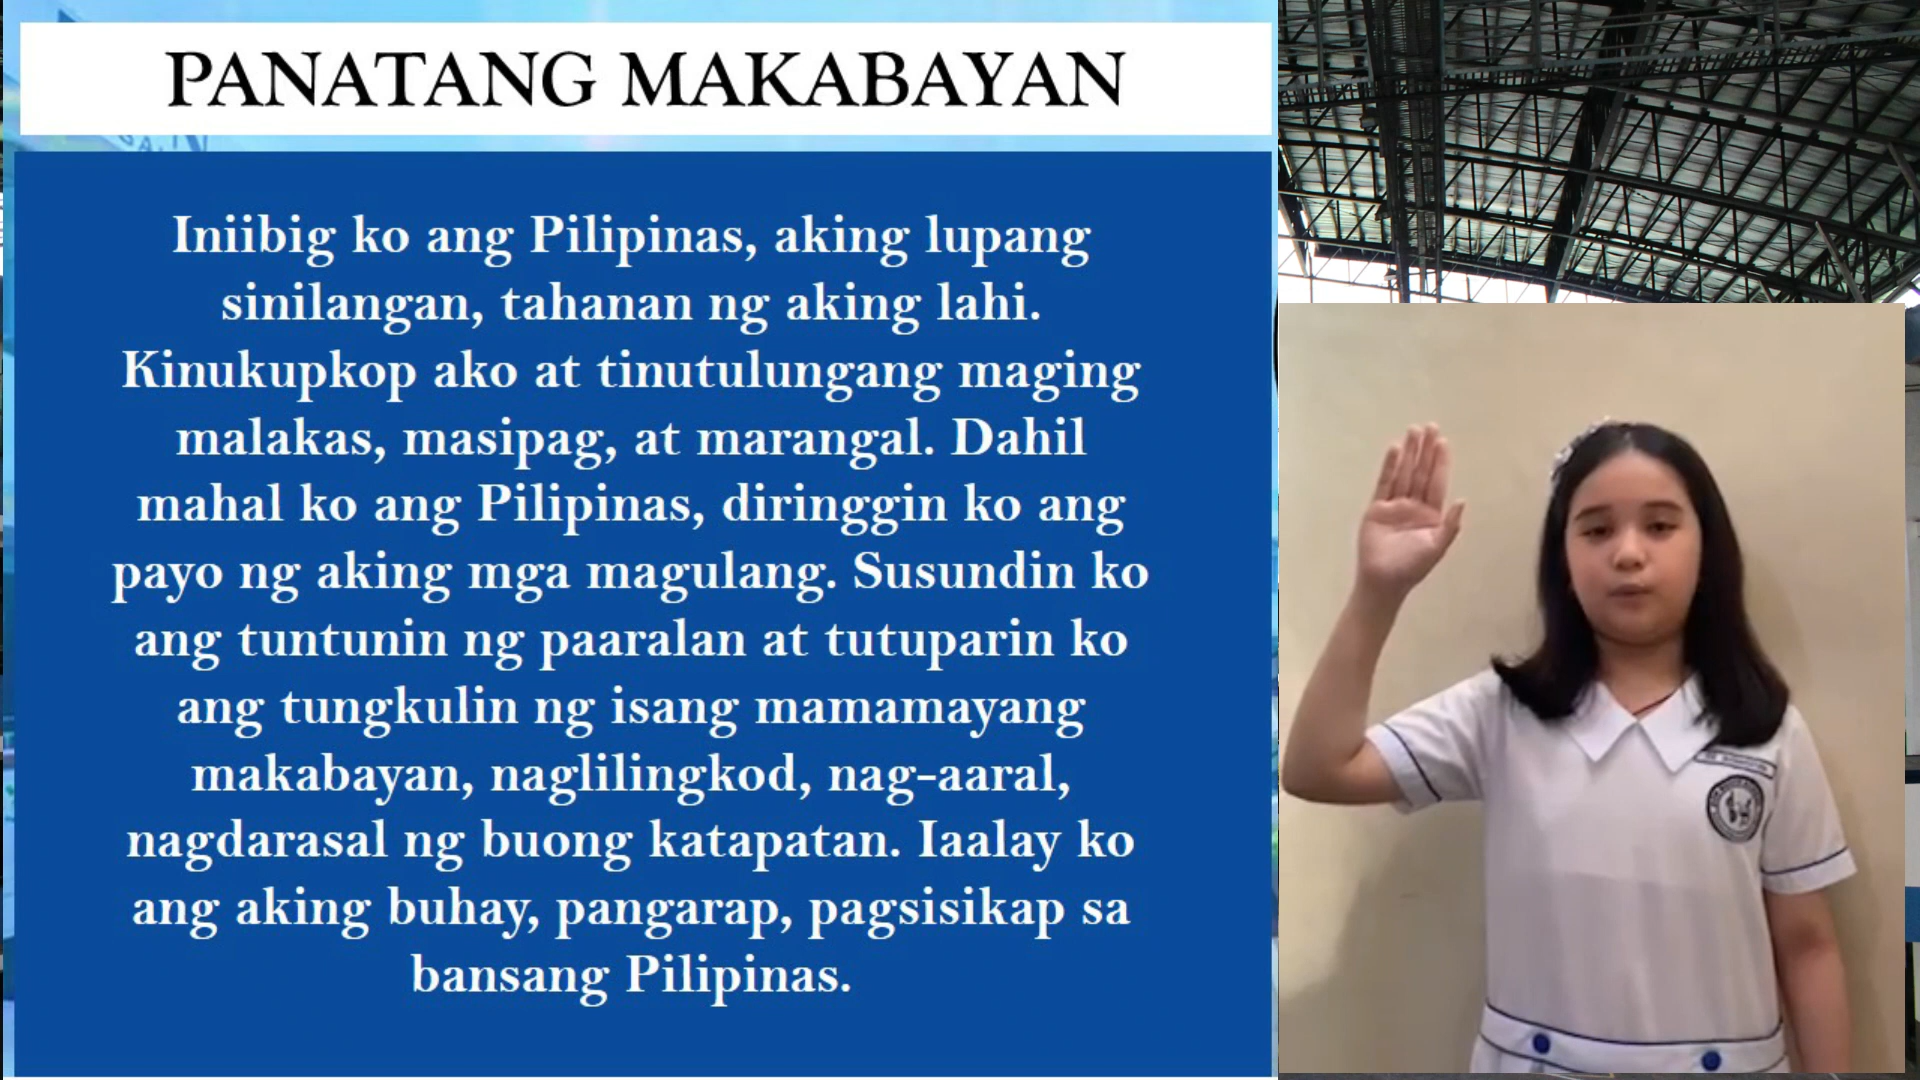 PANATANG MAKABAYAN
Iniibig ko ang Pilipinas, aking lupang
sinilangan, tahanan ng aking lahi.
Kinukupkop ako at tinutulungang maging
malakas, masipag, at marangal. Dahil
mahal ko ang Pilipinas, diringgin ko ang
payo ng aking mga magulang. Susundin ko
ang tuntunin ng paaralan at tutuparin ko
ang tungkulin ng isang mamamayang
makabayan, naglilingkod, nag-aaral,
nagdarasal ng buong katapatan. Iaalay ko
ang aking buhay, pangarap, pagsisikap sa
bansang Pilipinas.